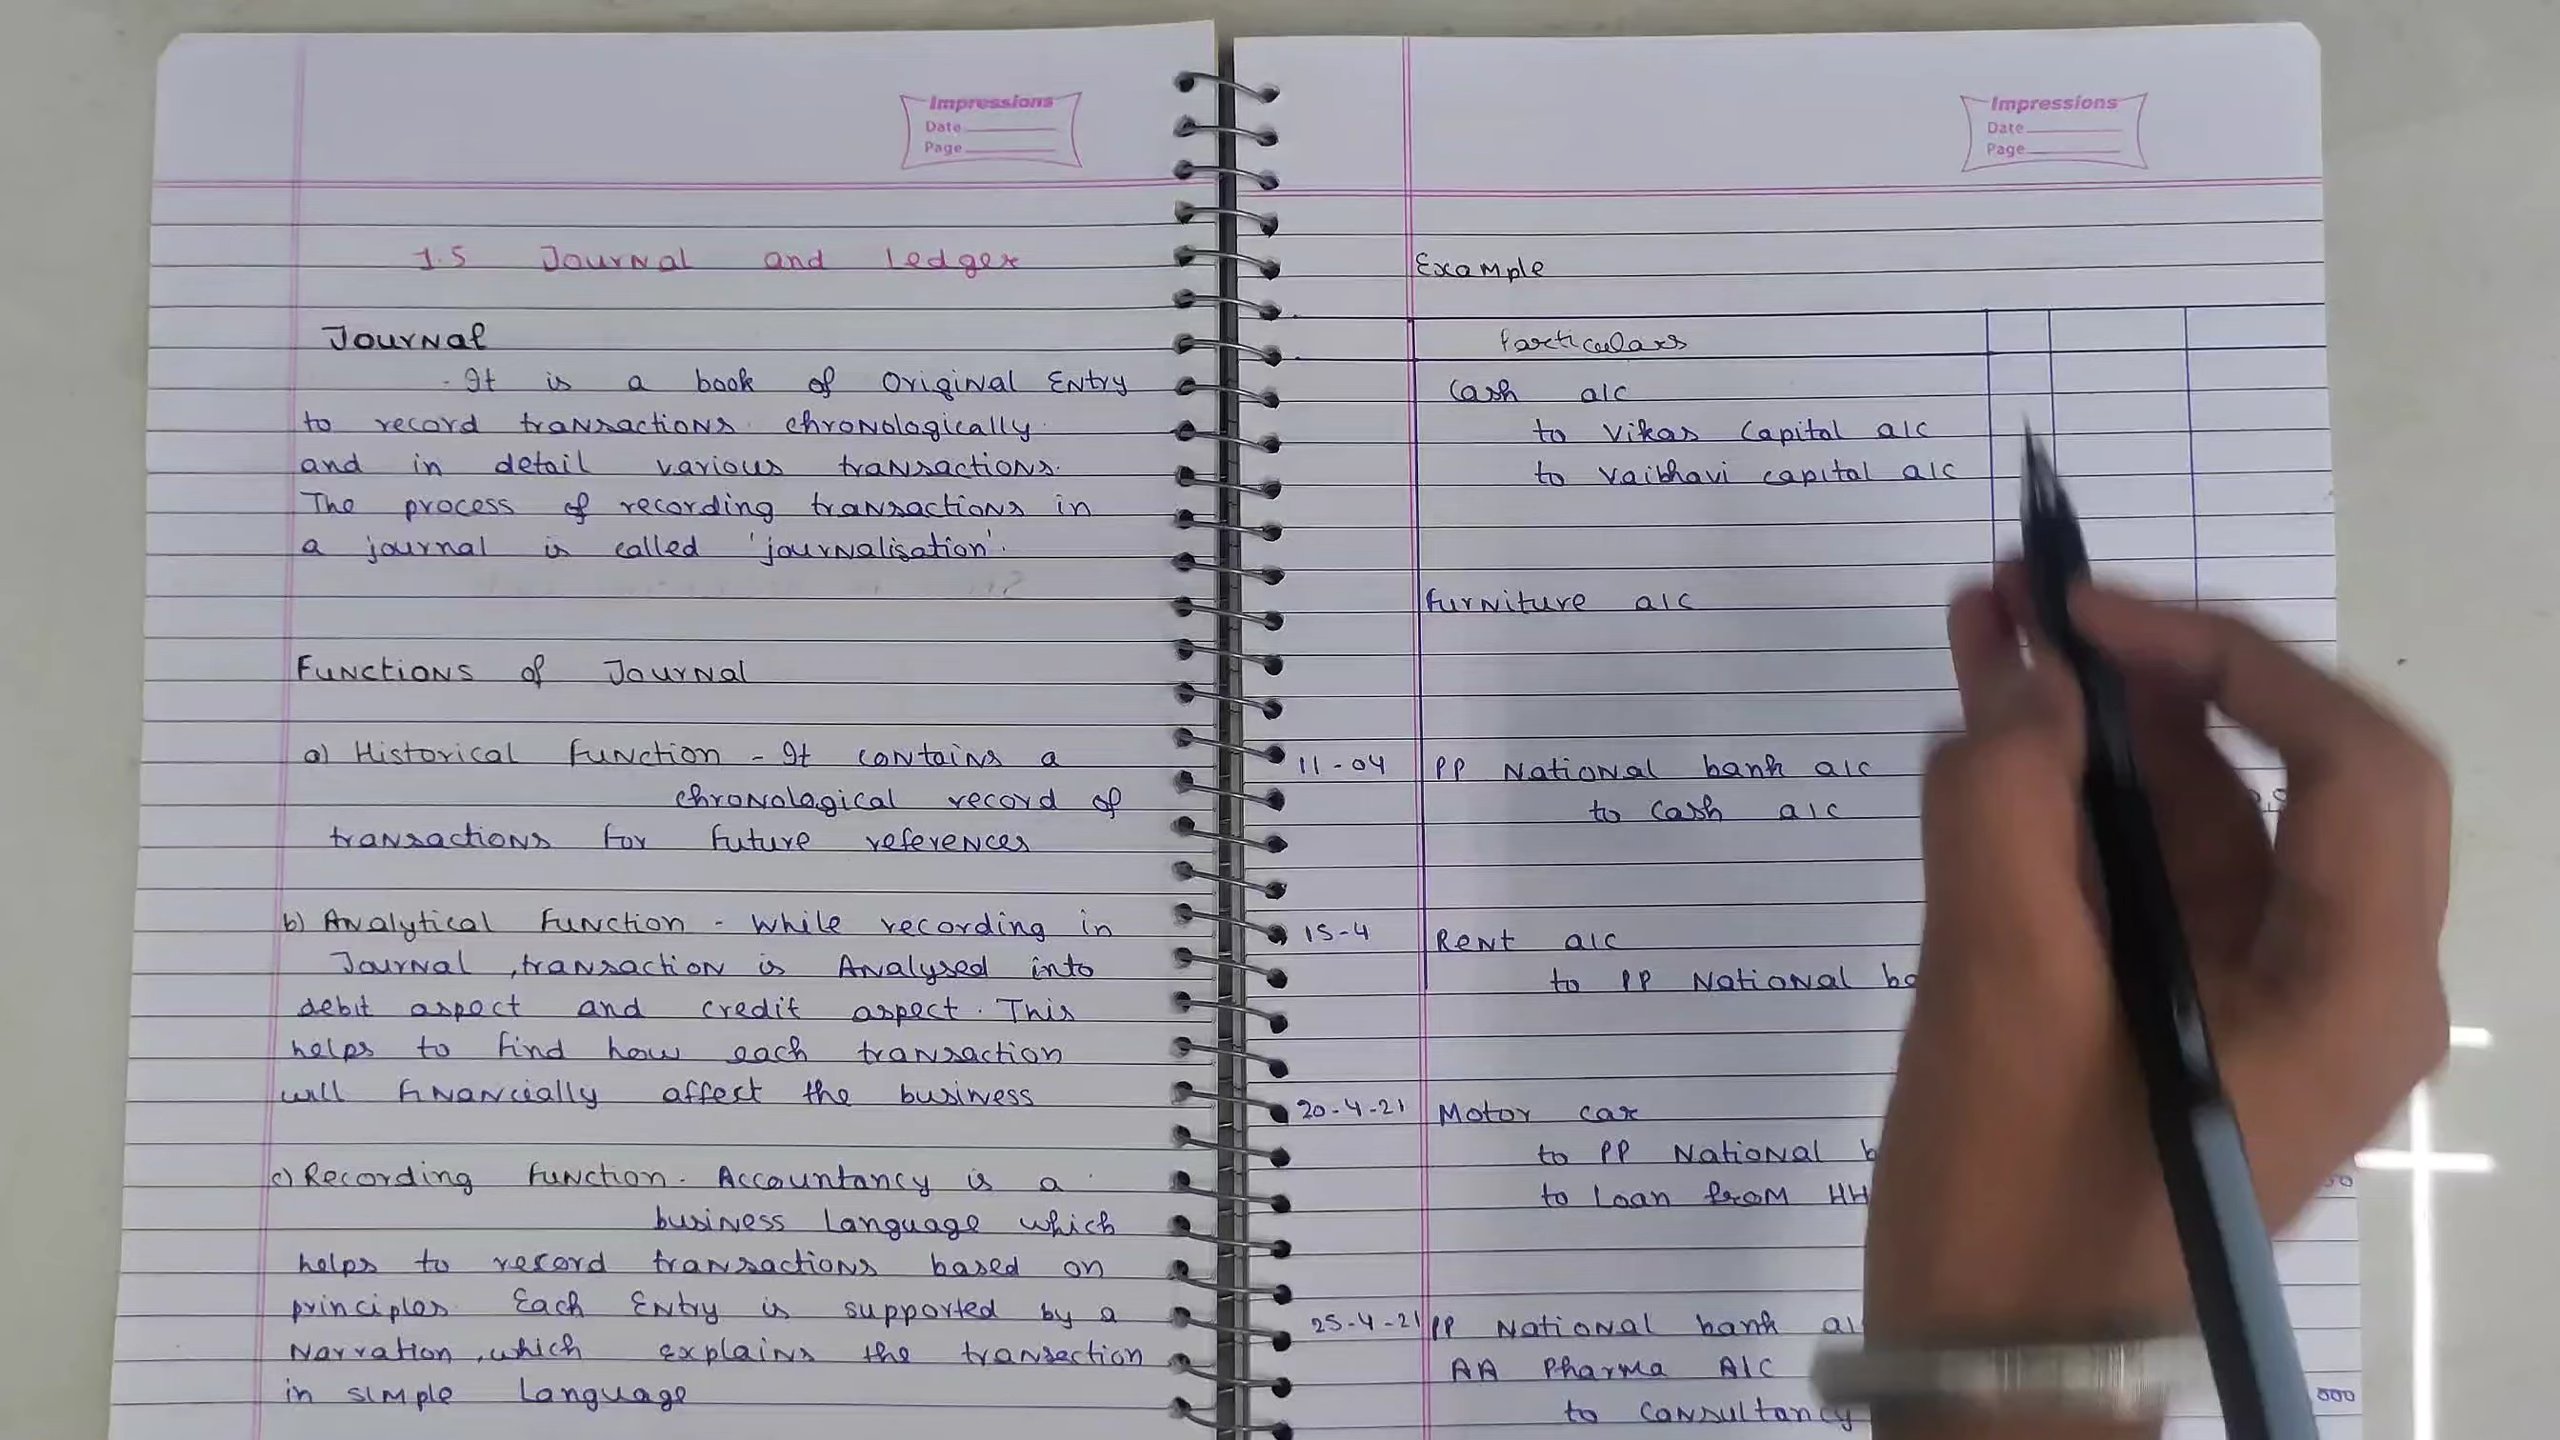 Impressions
Date
Page
1.5 Journal and Ledger
Journal
- It is a book of Original Entry
to record transactions chronologically
and in detail various transactions.
The process of recording transactions in
a journal is called 'journalisation'.
Functions of Journal
a) Historical Function - It contains a
chronological record of
transactions for future references
b) Analytical Function - While recording in
Journal, transaction is Analysed into
debit aspect and credit aspect. This
helps to find how each transaction
will financially affect the business
c) Recording Function. Accountancy is a
business language which
helps to record transactions based on
principles. Each Entry is supported by a
Narration, which explains the transection
in simple Language
Impressions
Date
Page
Example
Particulars
Cash a/c
to Vikas Capital a/c
to Vaibhavi capital a/c
Furniture a/c
11-04 PP National bank a/c
to Cash a/c
15-4 Rent a/c
to PP National
20-4-21 Motor car
to PP National
to Loan from HH
25-4-21 PP National bank
AA Pharma A/C
to Consultancy
000